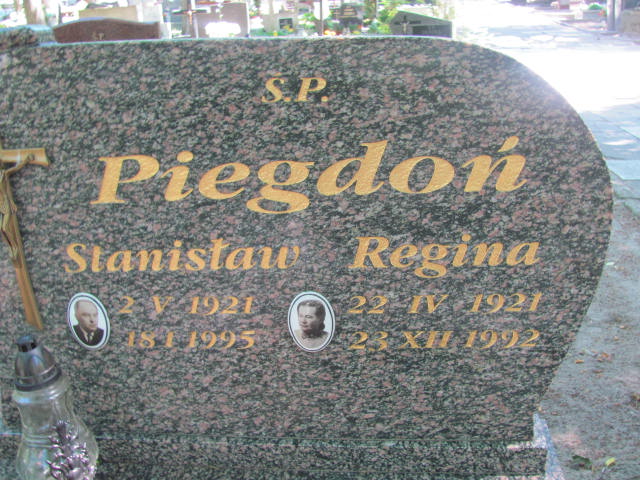 Ś.P.
Piegdoń
Stanisław Regina
2 V 1921 22 IV 1921
18 I 1995 23 XII 1992